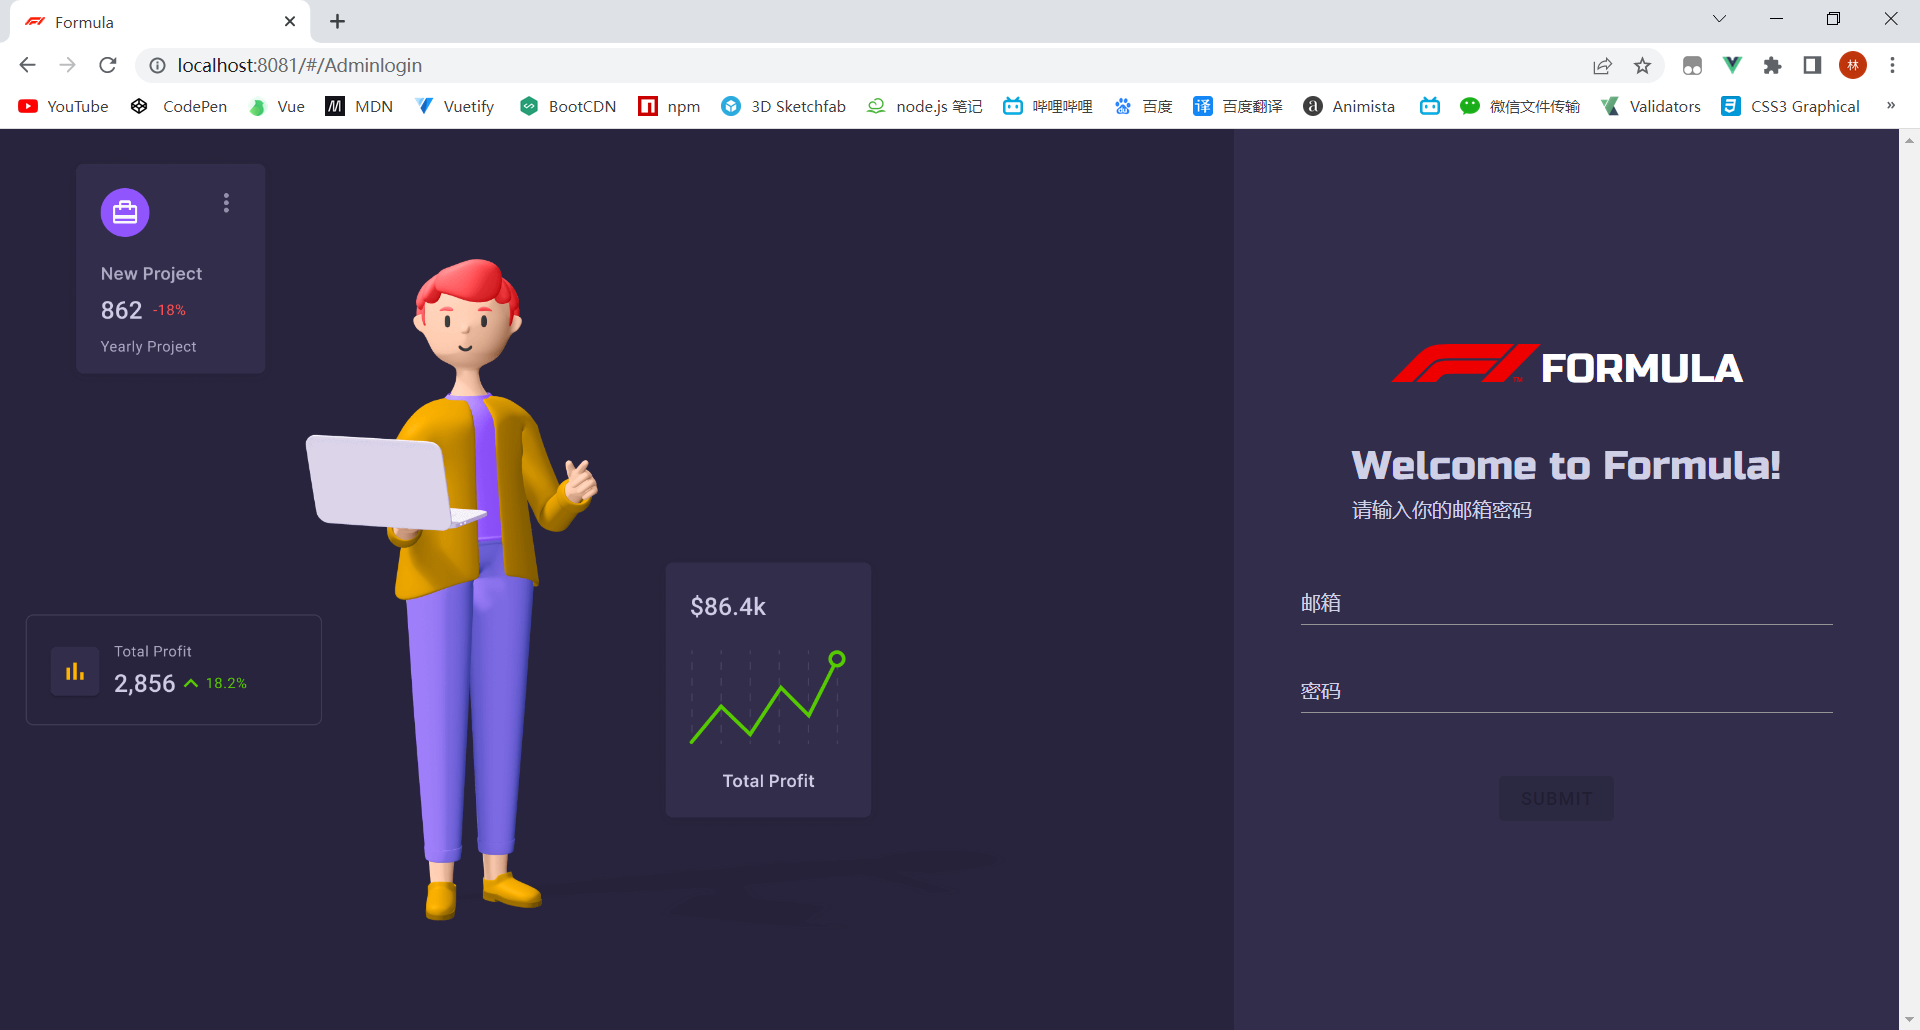 Formula
localhost:8081/#/Adminlogin
林
YouTube CodePen Vue MDN Vuetify BootCDN npm 3D Sketchfab node.js 笔记 哔哩哔哩 百度 百度翻译 Animista 微信文件传输 Validators CSS3 Graphical »
New Project
862 -18%
Yearly Project
Total Profit
2,856 18.2%
$86.4k
Total Profit
FORMULA
Welcome to Formula!
请输入你的邮箱密码
邮箱
密码
SUBMIT